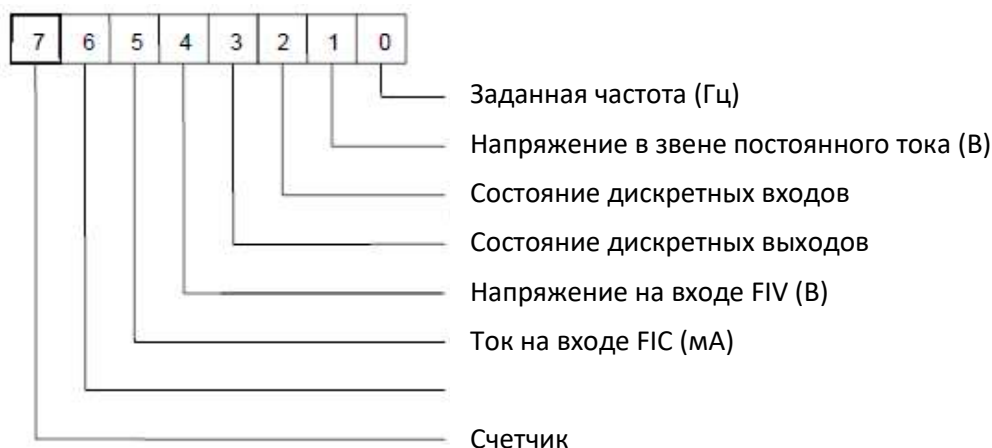 7 6 5 4 3 2 1 0
Заданная частота (Гц)
Напряжение в звене постоянного тока (В)
Состояние дискретных входов
Состояние дискретных выходов
Напряжение на входе FIV (В)
Ток на входе FIC (мА)
Счетчик